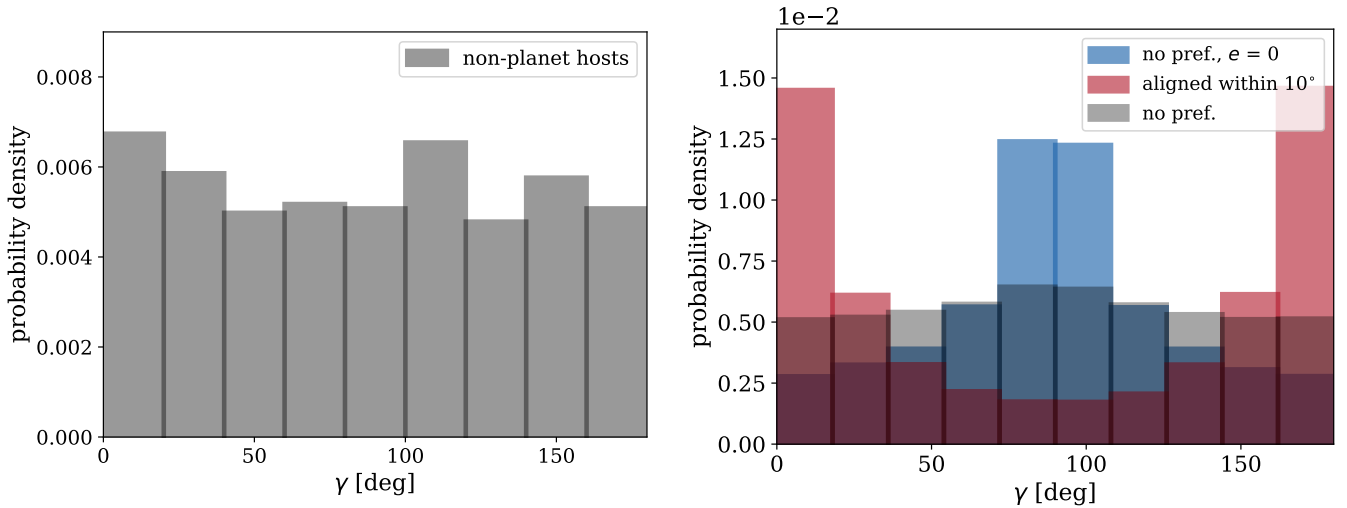 non-planet hosts
0.008
0.006
0.004
0.002
0.000
probability density
0
50
100
150
γ [deg]
1e−2
no pref., e = 0
aligned within 10°
no pref.
1.50
1.25
1.00
0.75
0.50
0.25
0.00
probability density
0
50
100
150
γ [deg]